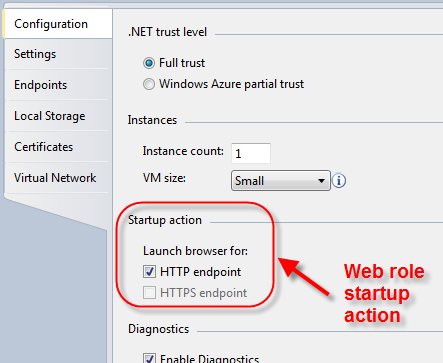 Configuration
Settings
Endpoints
Local Storage
Certificates
Virtual Network
.NET trust level
Full trust
Windows Azure partial trust
Instances
Instance count: 1
VM size: Small
Startup action
Launch browser for:
HTTP endpoint
HTTPS endpoint
Web role
startup
action
Diagnostics
Enable Diagnostics